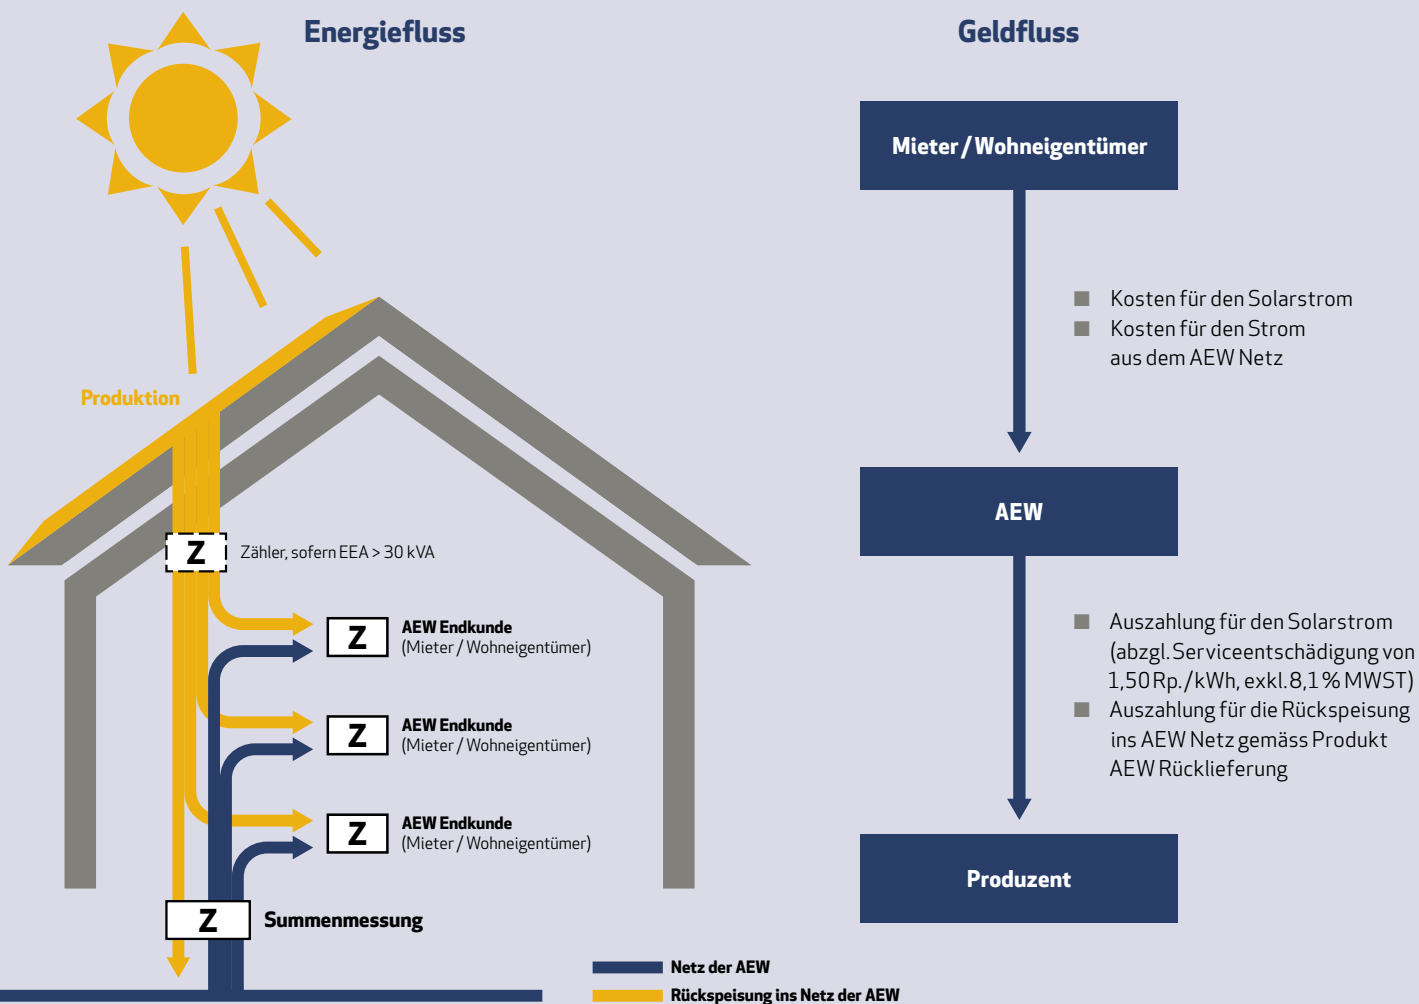 Energiefluss
Produktion
Z
Zähler, sofern EEA > 30 kVA
Z
AEW Endkunde
(Mieter / Wohneigentümer)
Z
AEW Endkunde
(Mieter / Wohneigentümer)
Z
AEW Endkunde
(Mieter / Wohneigentümer)
Z
Summenmessung
Netz der AEW
Rückspeisung ins Netz der AEW
Geldfluss
Mieter / Wohneigentümer
Kosten für den Solarstrom
Kosten für den Strom
aus dem AEW Netz
AEW
Auszahlung für den Solarstrom
(abzgl. Serviceentschädigung von
1,50 Rp./kWh, exkl. 8,1 % MWST)
Auszahlung für die Rückspeisung
ins AEW Netz gemäss Produkt
AEW Rücklieferung
Produzent